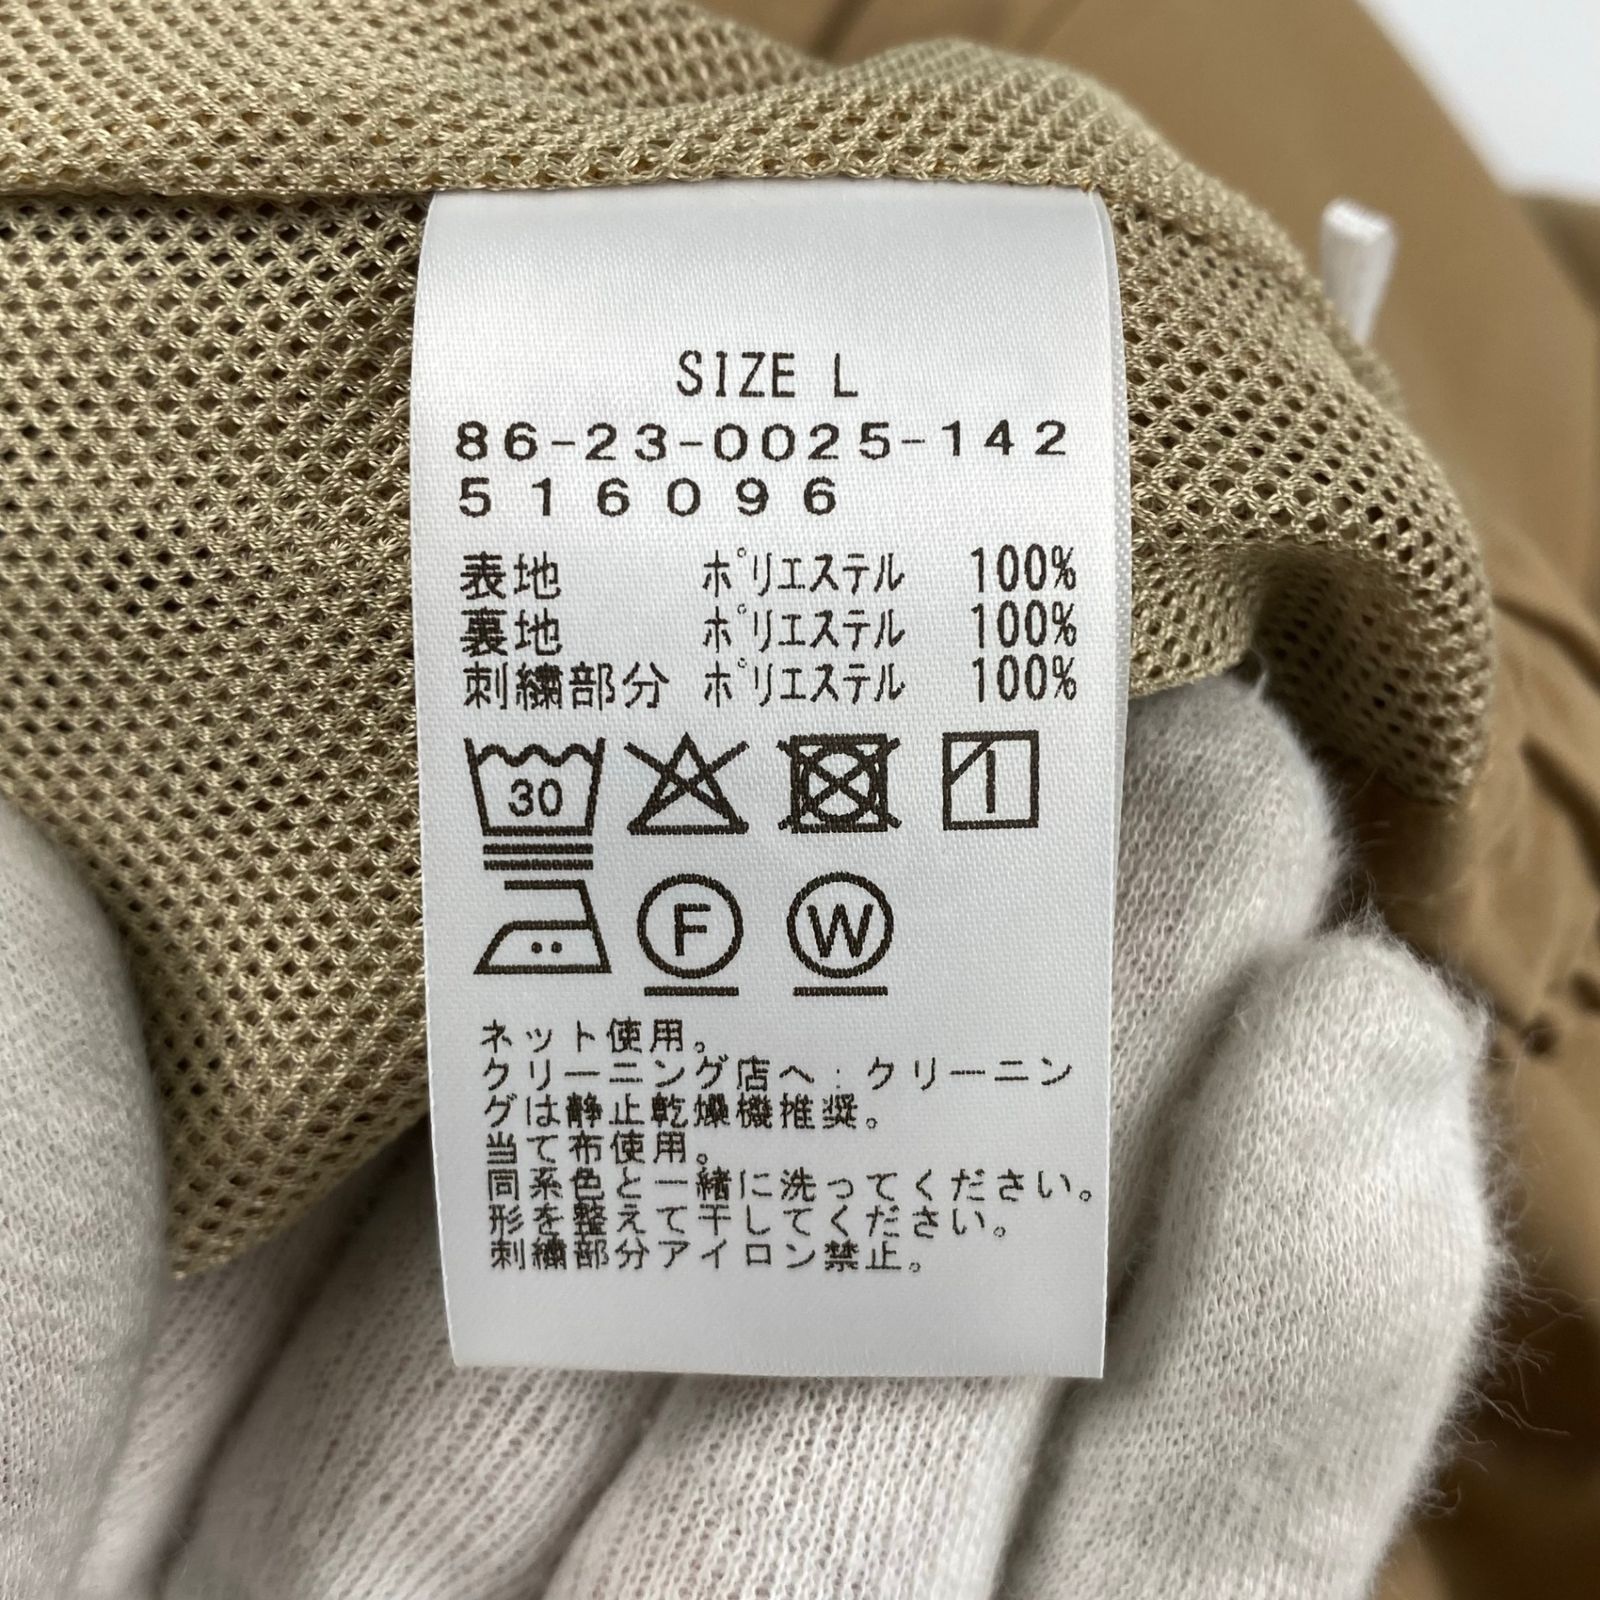 SIZE L
86-23-0025-142
516096
表地 ポリエステル 100%
裏地 ポリエステル 100%
刺繍部分 ポリエステル 100%
30
F W
ネット使用。
クリーニング店へ:クリーニン
グは静止乾燥機推奨。
当て布使用。
同系色と一緒に洗ってください。
形を整えて干してください。
刺繍部分アイロン禁止。